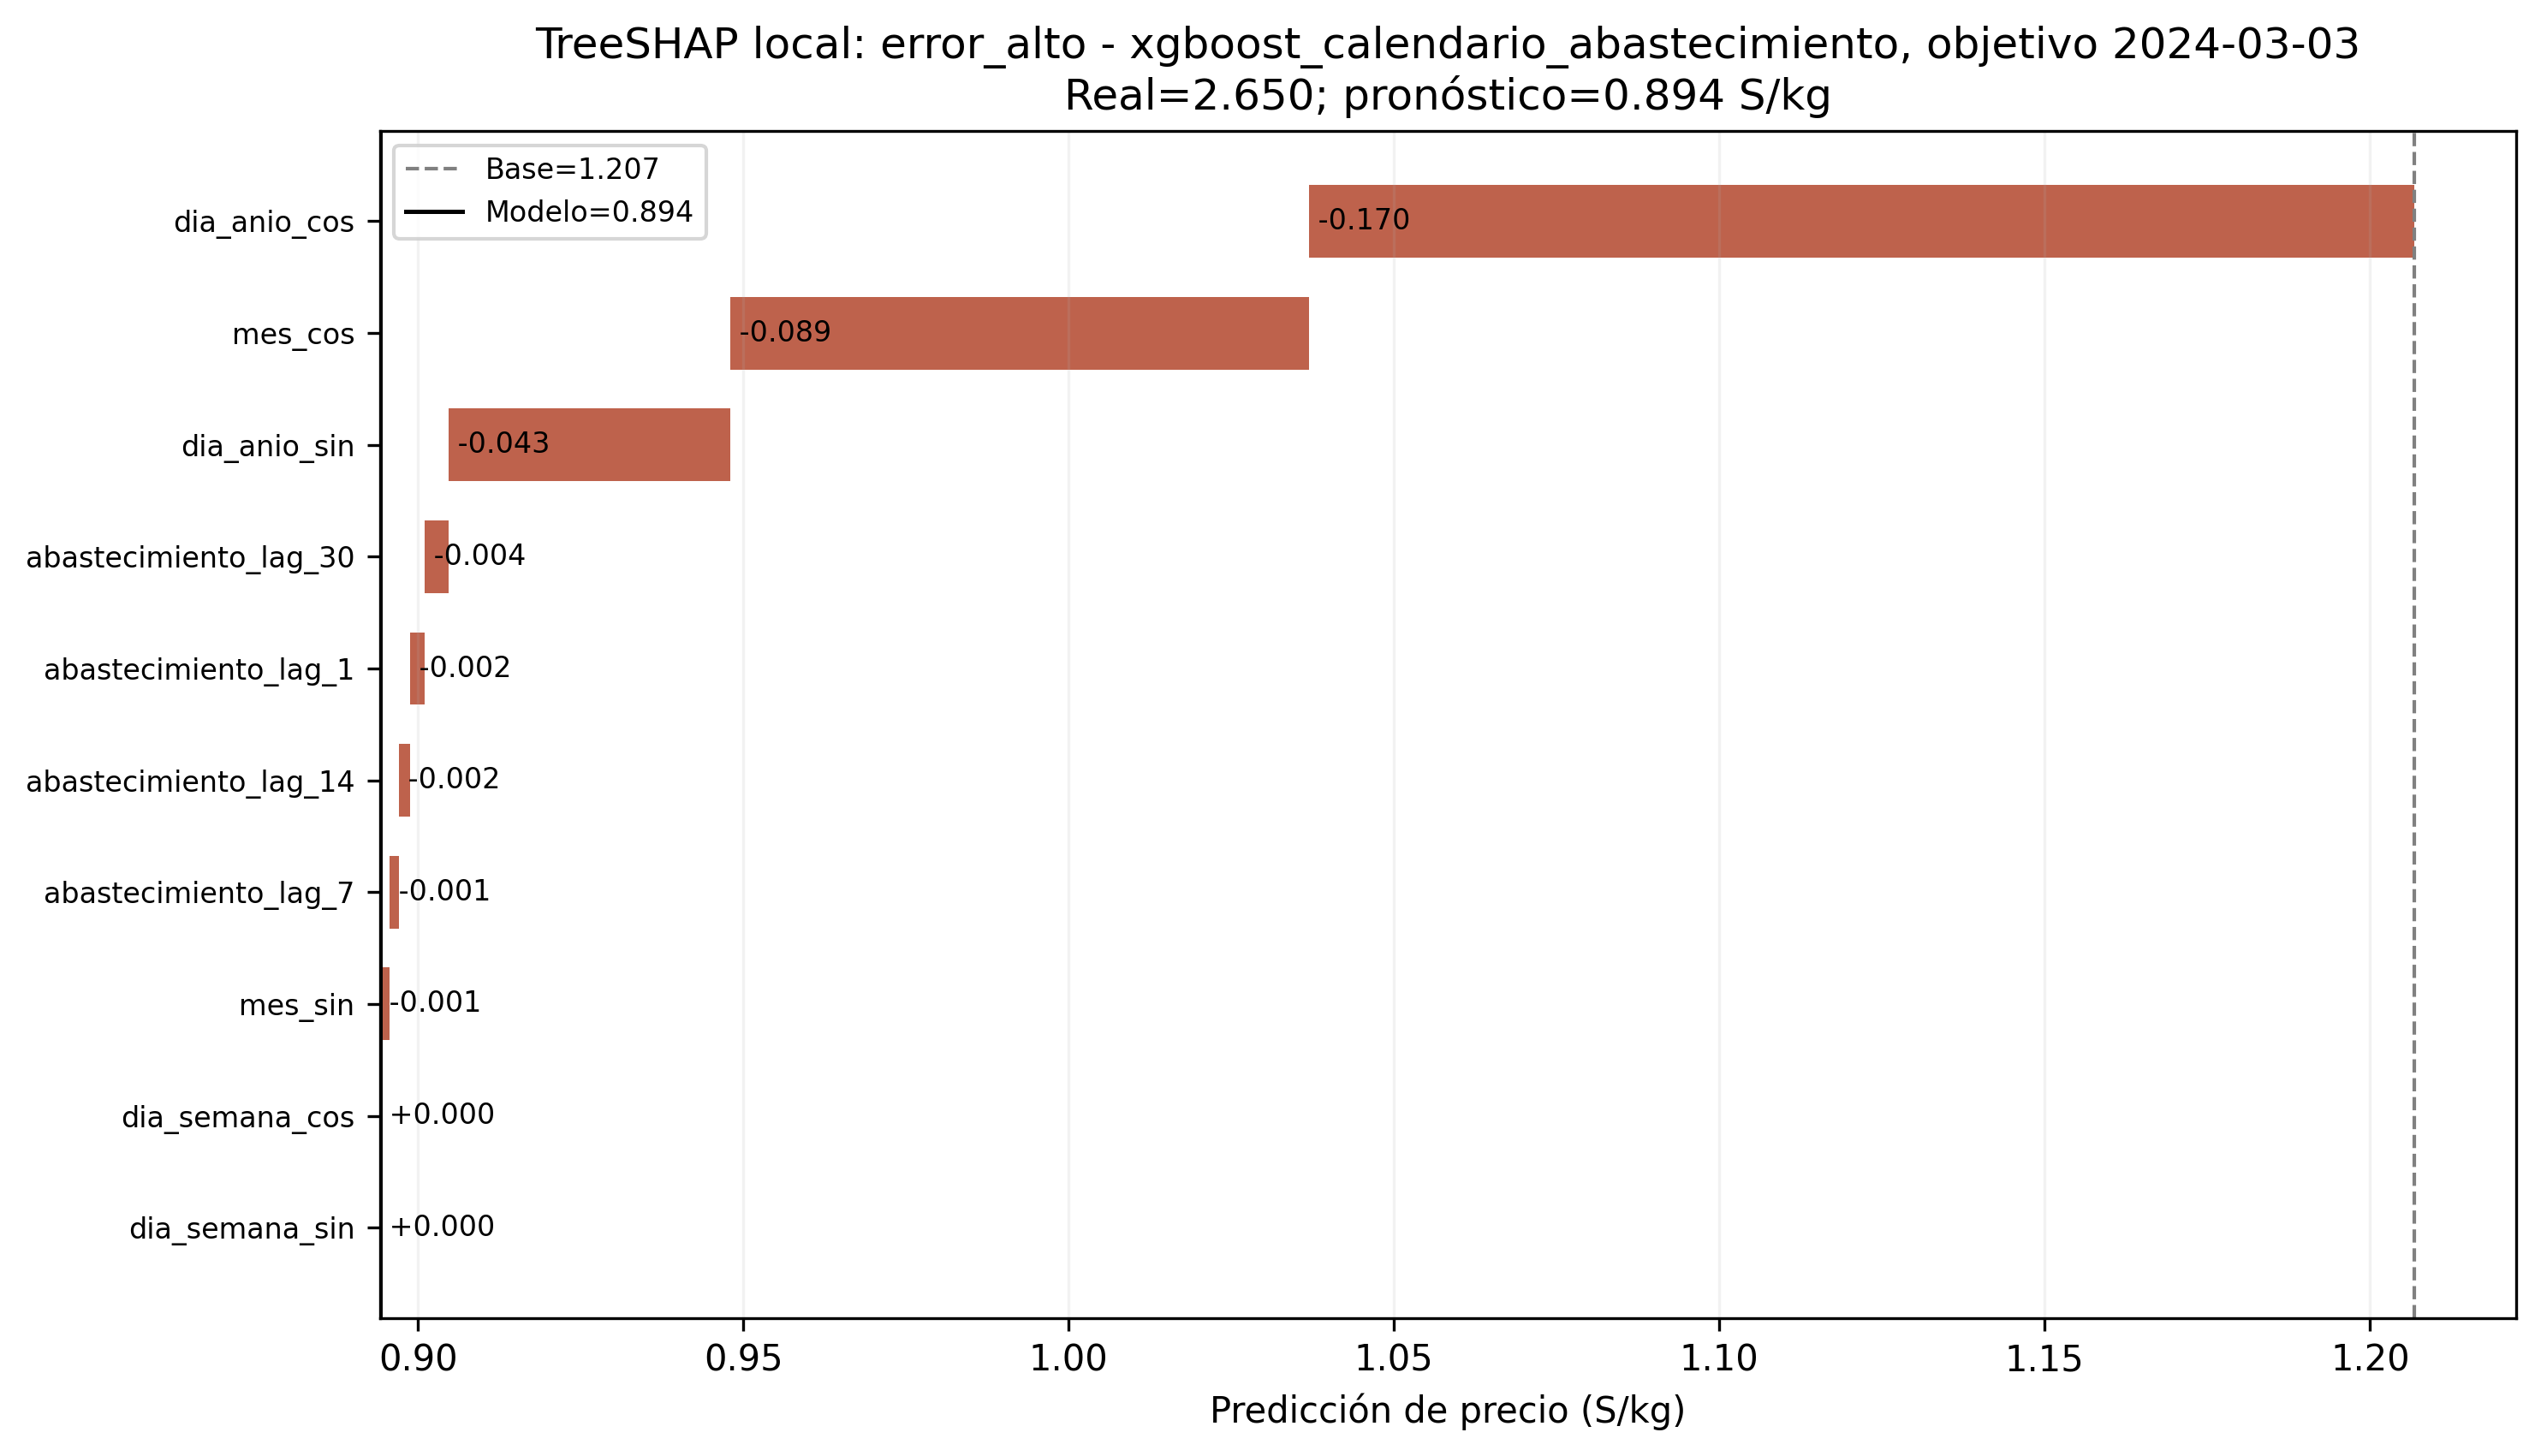 TreeSHAP local: error_alto - xgboost_calendario_abastecimiento, objetivo 2024-03-03
Real=2.650; pronóstico=0.894 S/kg
Base=1.207
Modelo=0.894
dia_anio_cos
-0.170
mes_cos
-0.089
dia_anio_sin
-0.043
abastecimiento_lag_30
-0.004
abastecimiento_lag_1
-0.002
abastecimiento_lag_14
-0.002
abastecimiento_lag_7
-0.001
mes_sin
-0.001
dia_semana_cos
+0.000
dia_semana_sin
+0.000
0.90 0.95 1.00 1.05 1.10 1.15 1.20
Predicción de precio (S/kg)